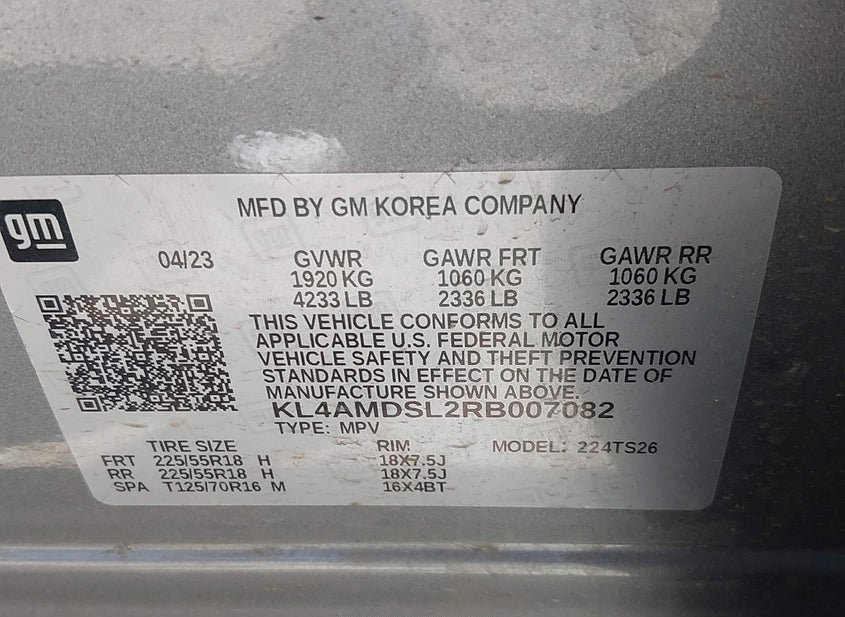 gm
MFD BY GM KOREA COMPANY
04/23 GVWR GAWR FRT GAWR RR
1920 KG 1060 KG 1060 KG
4233 LB 2336 LB 2336 LB
THIS VEHICLE CONFORMS TO ALL
APPLICABLE U.S. FEDERAL MOTOR
VEHICLE SAFETY AND THEFT PREVENTION
STANDARDS IN EFFECT ON THE DATE OF
MANUFACTURE SHOWN ABOVE.
KL4AMDSL2RB007082
TYPE: MPV
TIRE SIZE RIM MODEL: 224TS26
FRT 225/55R18 H 18X7.5J
RR 225/55R18 H 18X7.5J
SPA T125/70R16 M 16X4BT